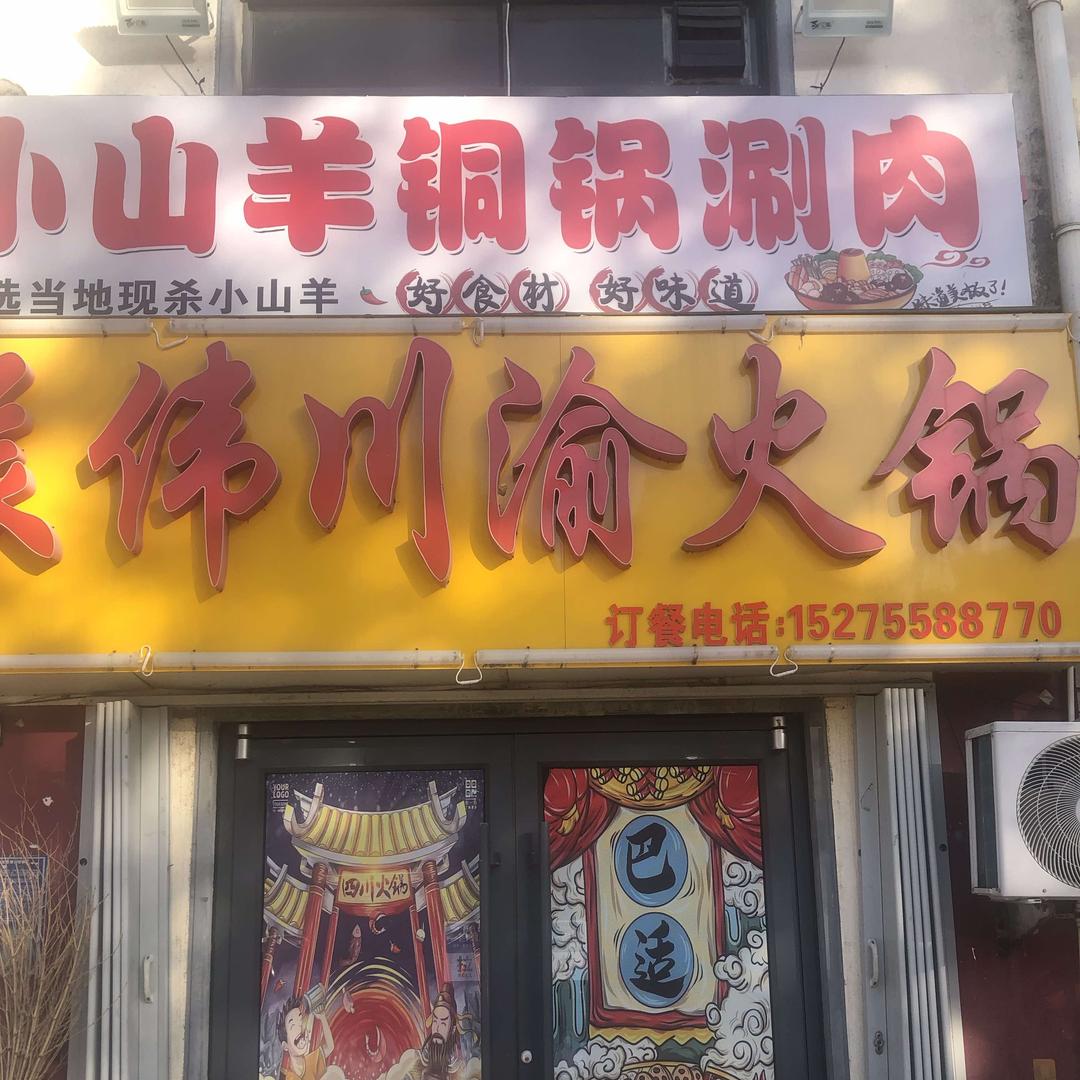 小山羊铜锅涮肉
选当地现杀小山羊 好食材 好味道
味道美极了!
伟川渝火锅
订餐电话:15275588770
YOUR LOGO
四川火锅
巴适